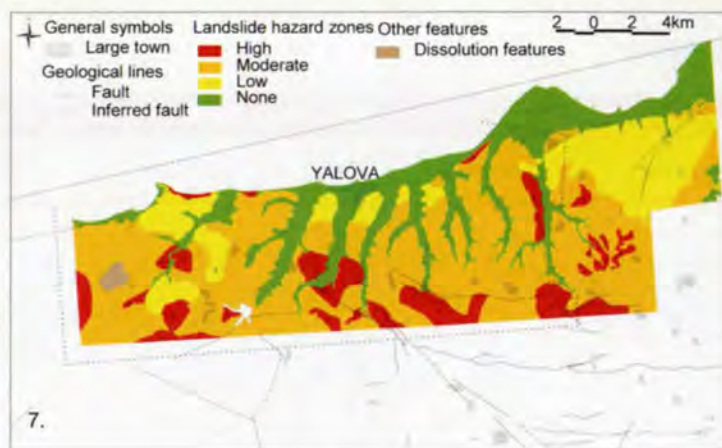 General symbols
Large town
Geological lines
Fault
Inferred fault
Landslide hazard zones
High
Moderate
Low
None
Other features
Dissolution features
2 0 2 4km
YALOVA
7.